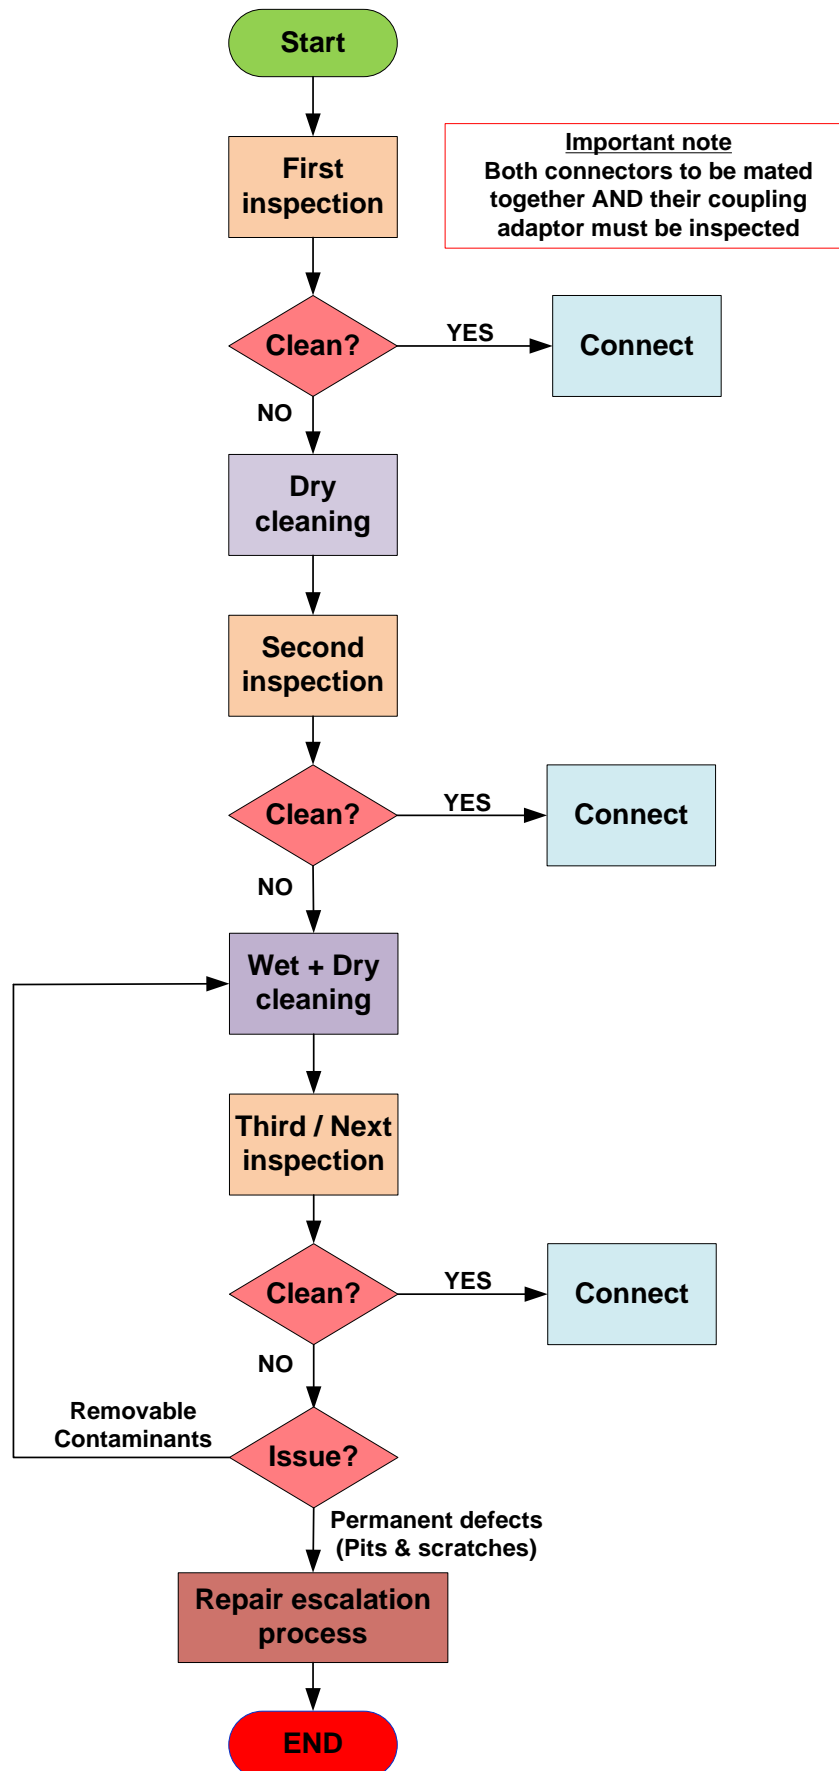 Start
First
inspection
Important note
Both connectors to be mated
together AND their coupling
adaptor must be inspected
Clean?
YES
Connect
NO
Dry
cleaning
Second
inspection
Clean?
YES
Connect
NO
Wet + Dry
cleaning
Third / Next
inspection
Clean?
YES
Connect
NO
Removable
Contaminants
Issue?
Permanent defects
(Pits & scratches)
Repair escalation
process
END